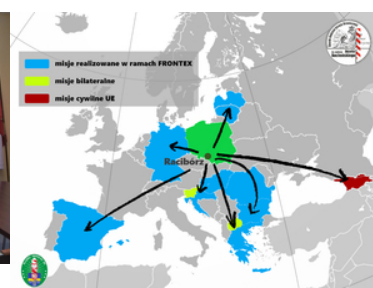 misje realizowane w ramach FRONTEX
misje bilateralne
misje cywilne UE
Racibórz